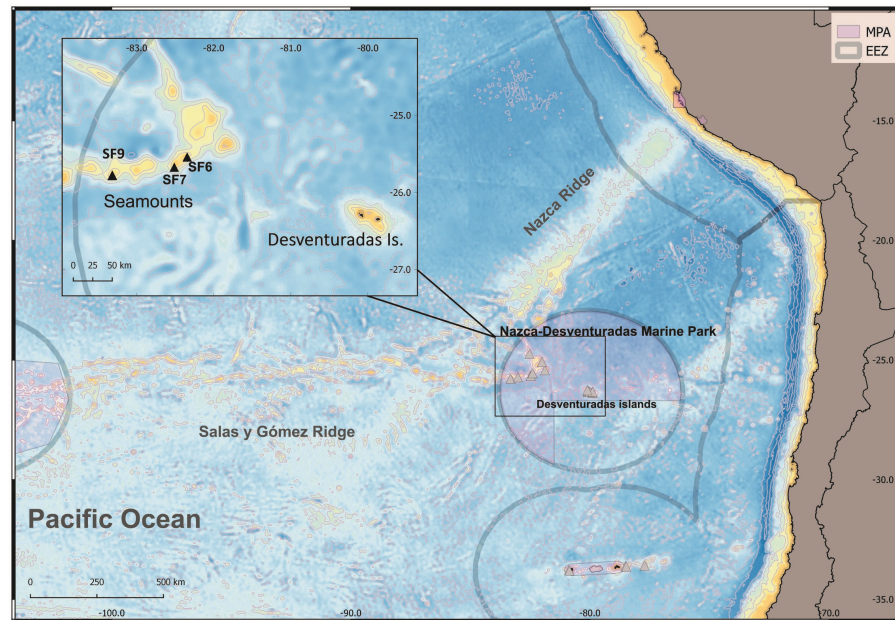 MPA
EEZ
-83.0 -82.0 -81.0 -80.0
-25.0
-26.0
-27.0
SF9
SF6
SF7
Seamounts
Desventuradas Is.
0 25 50 km
Nazca Ridge
-15.0
-20.0
-25.0
-30.0
-35.0
Nazca-Desventuradas Marine Park
Desventuradas islands
Salas y Gómez Ridge
Pacific Ocean
0 250 500 km
-100.0 -90.0 -80.0 -70.0